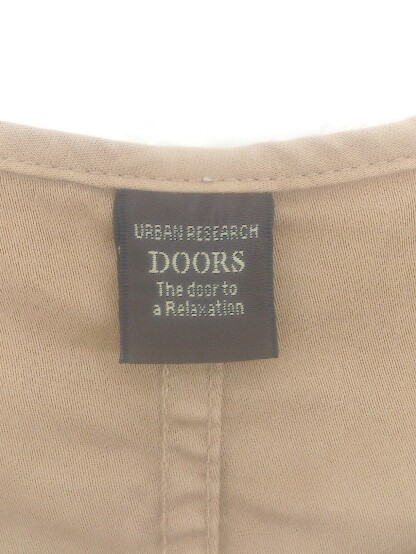 URBAN RESEARCH
DOORS
The door to
a Relaxation